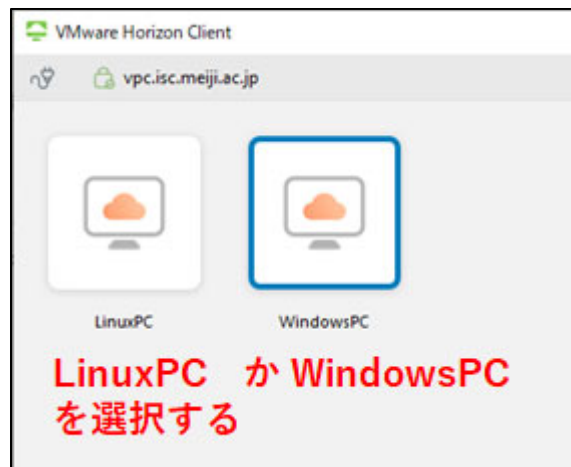 VMware Horizon Client
vpc.isc.meiji.ac.jp
LinuxPC
WindowsPC
LinuxPC　か WindowsPC
を選択する